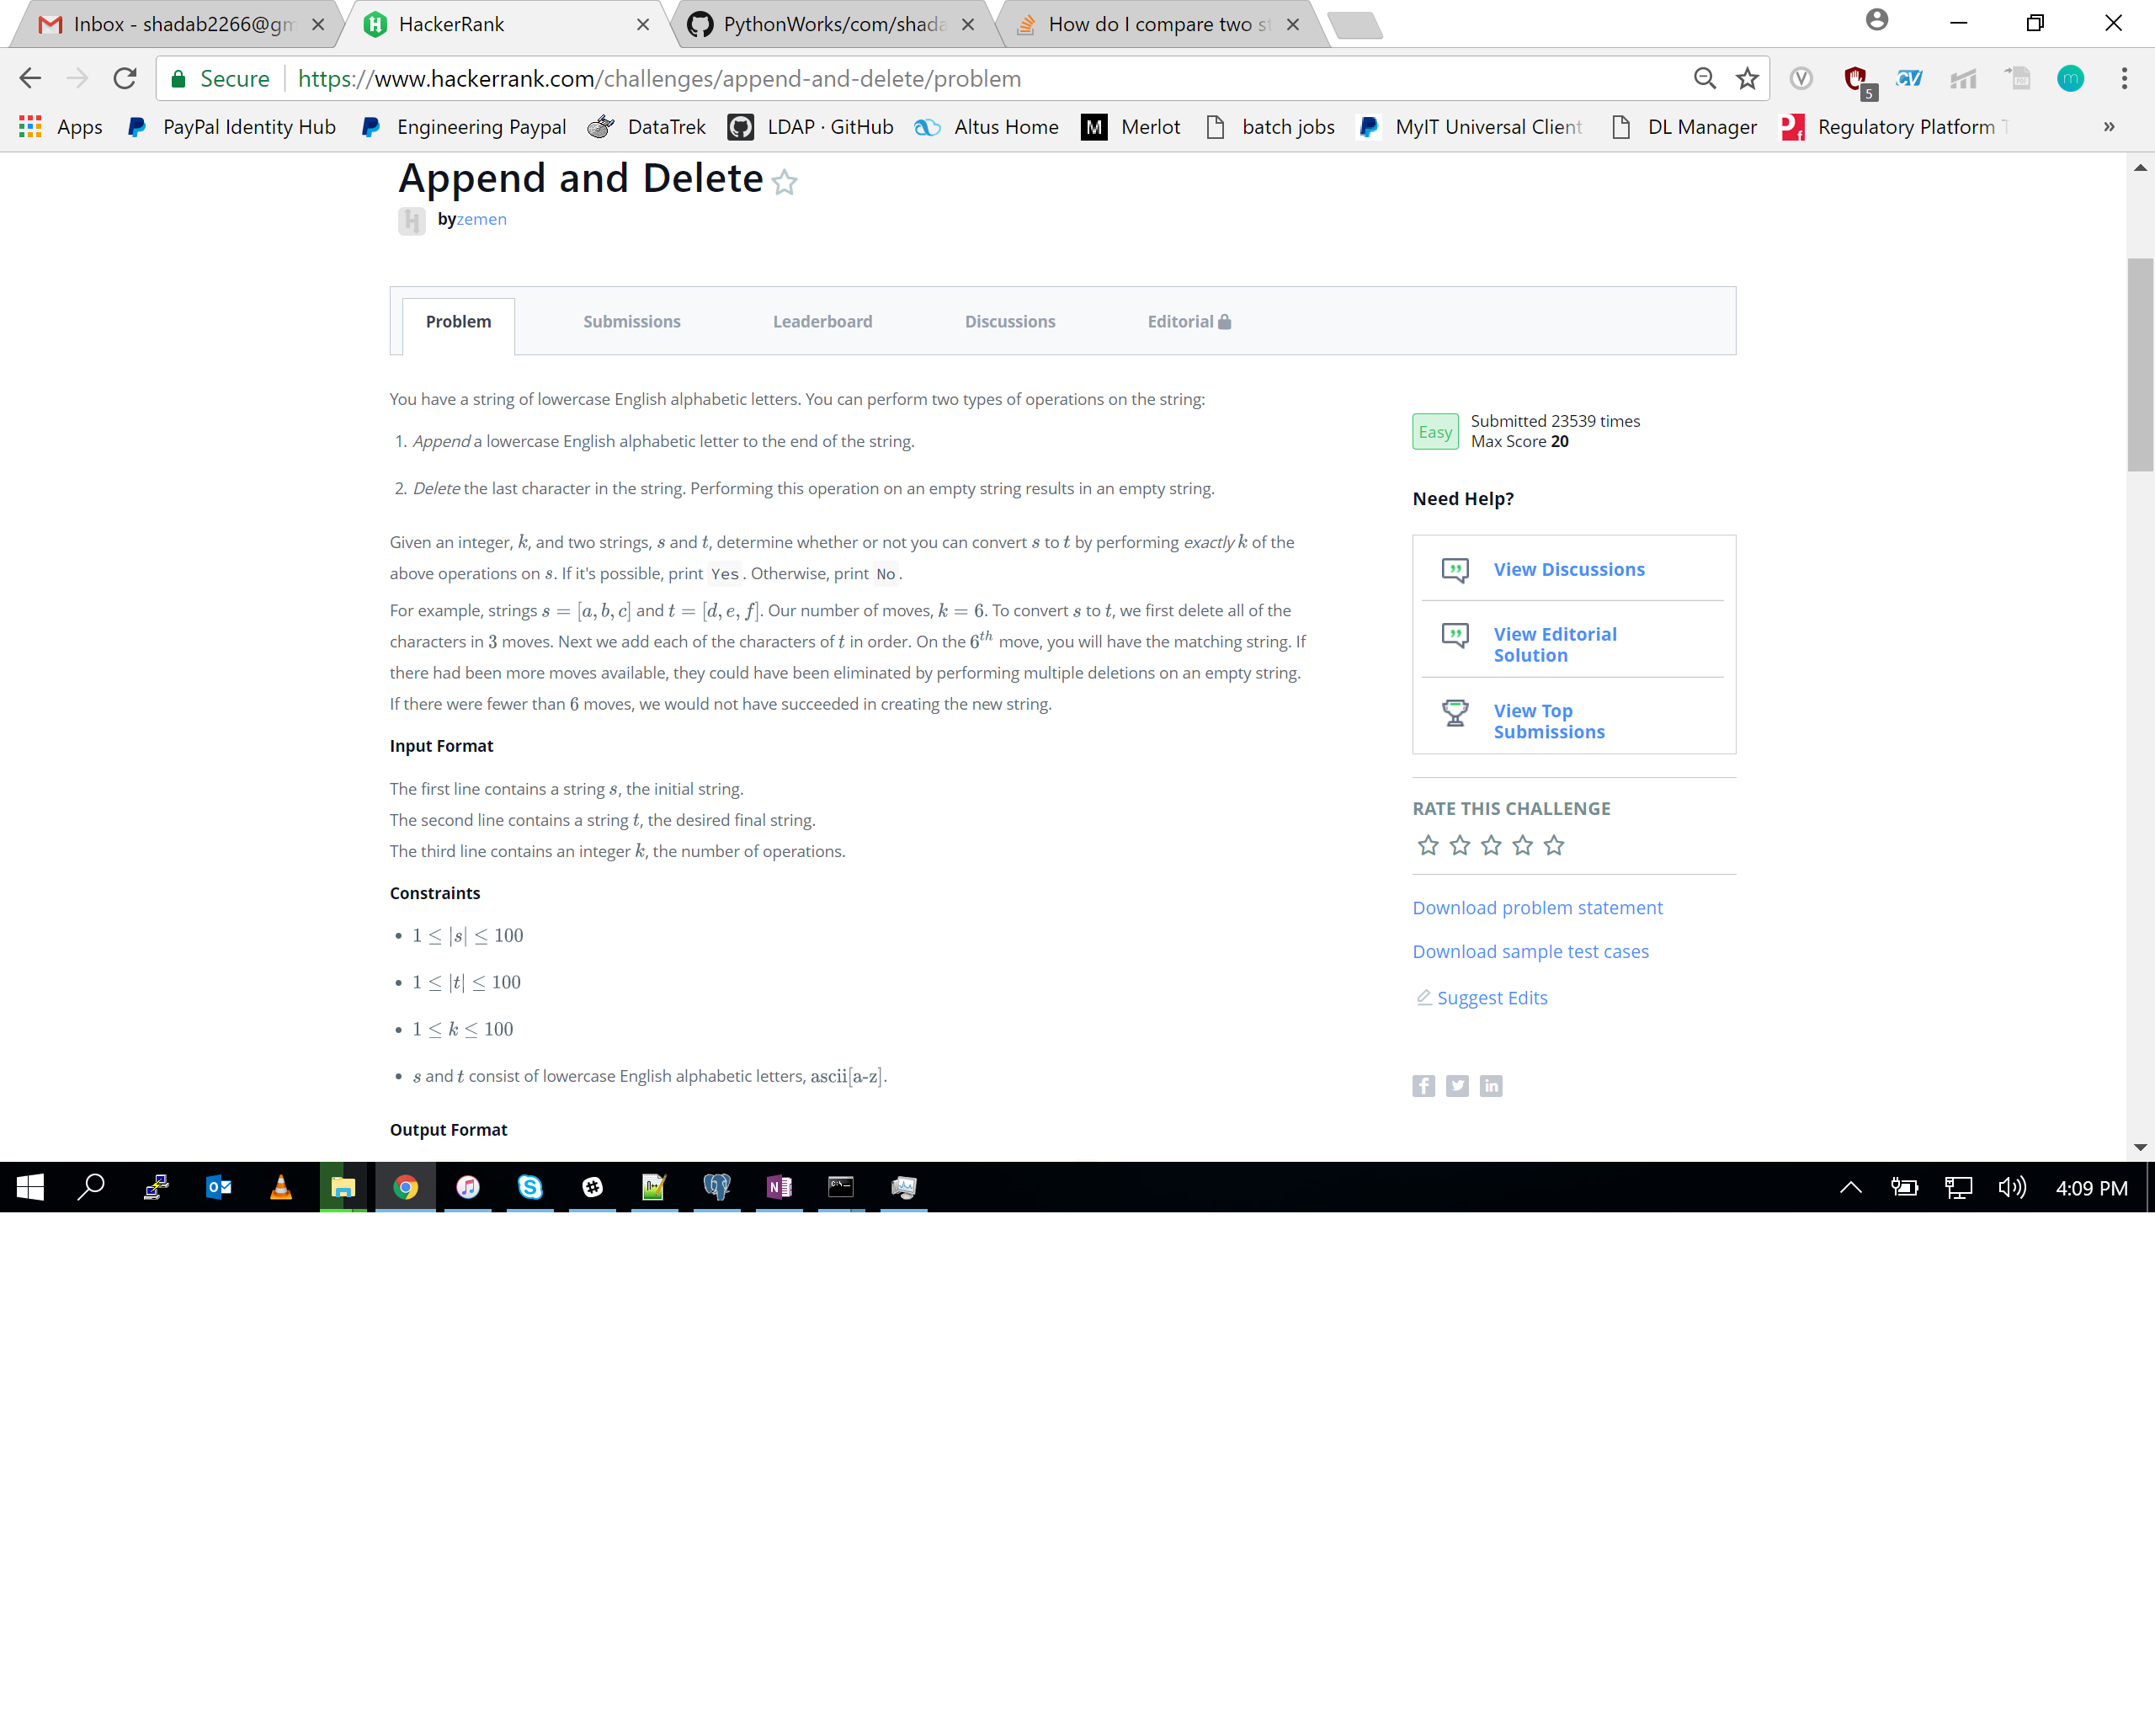 Inbox - shadab2266@gm
HackerRank
PythonWorks/com/shada
How do I compare two st
Secure https://www.hackerrank.com/challenges/append-and-delete/problem
5
CV
m
Apps PayPal Identity Hub Engineering Paypal DataTrek LDAP · GitHub Altus Home M Merlot batch jobs MyIT Universal Client DL Manager Regulatory Platform T »
Append and Delete
byzemen
Problem Submissions Leaderboard Discussions Editorial
You have a string of lowercase English alphabetic letters. You can perform two types of operations on the string:
1. Append a lowercase English alphabetic letter to the end of the string.
2. Delete the last character in the string. Performing this operation on an empty string results in an empty string.
Given an integer, k, and two strings, s and t, determine whether or not you can convert s to t by performing exactly k of the
above operations on s. If it's possible, print Yes. Otherwise, print No.
For example, strings s = [a, b, c] and t = [d, e, f]. Our number of moves, k = 6. To convert s to t, we first delete all of the
characters in 3 moves. Next we add each of the characters of t in order. On the 6th move, you will have the matching string. If
there had been more moves available, they could have been eliminated by performing multiple deletions on an empty string.
If there were fewer than 6 moves, we would not have succeeded in creating the new string.
Input Format
The first line contains a string s, the initial string.
The second line contains a string t, the desired final string.
The third line contains an integer k, the number of operations.
Constraints
• 1 ≤ |s| ≤ 100
• 1 ≤ |t| ≤ 100
• 1 ≤ k ≤ 100
• s and t consist of lowercase English alphabetic letters, ascii[a-z].
Output Format
Easy
Submitted 23539 times
Max Score 20
Need Help?
View Discussions
View Editorial
Solution
View Top
Submissions
RATE THIS CHALLENGE
Download problem statement
Download sample test cases
Suggest Edits
4:09 PM